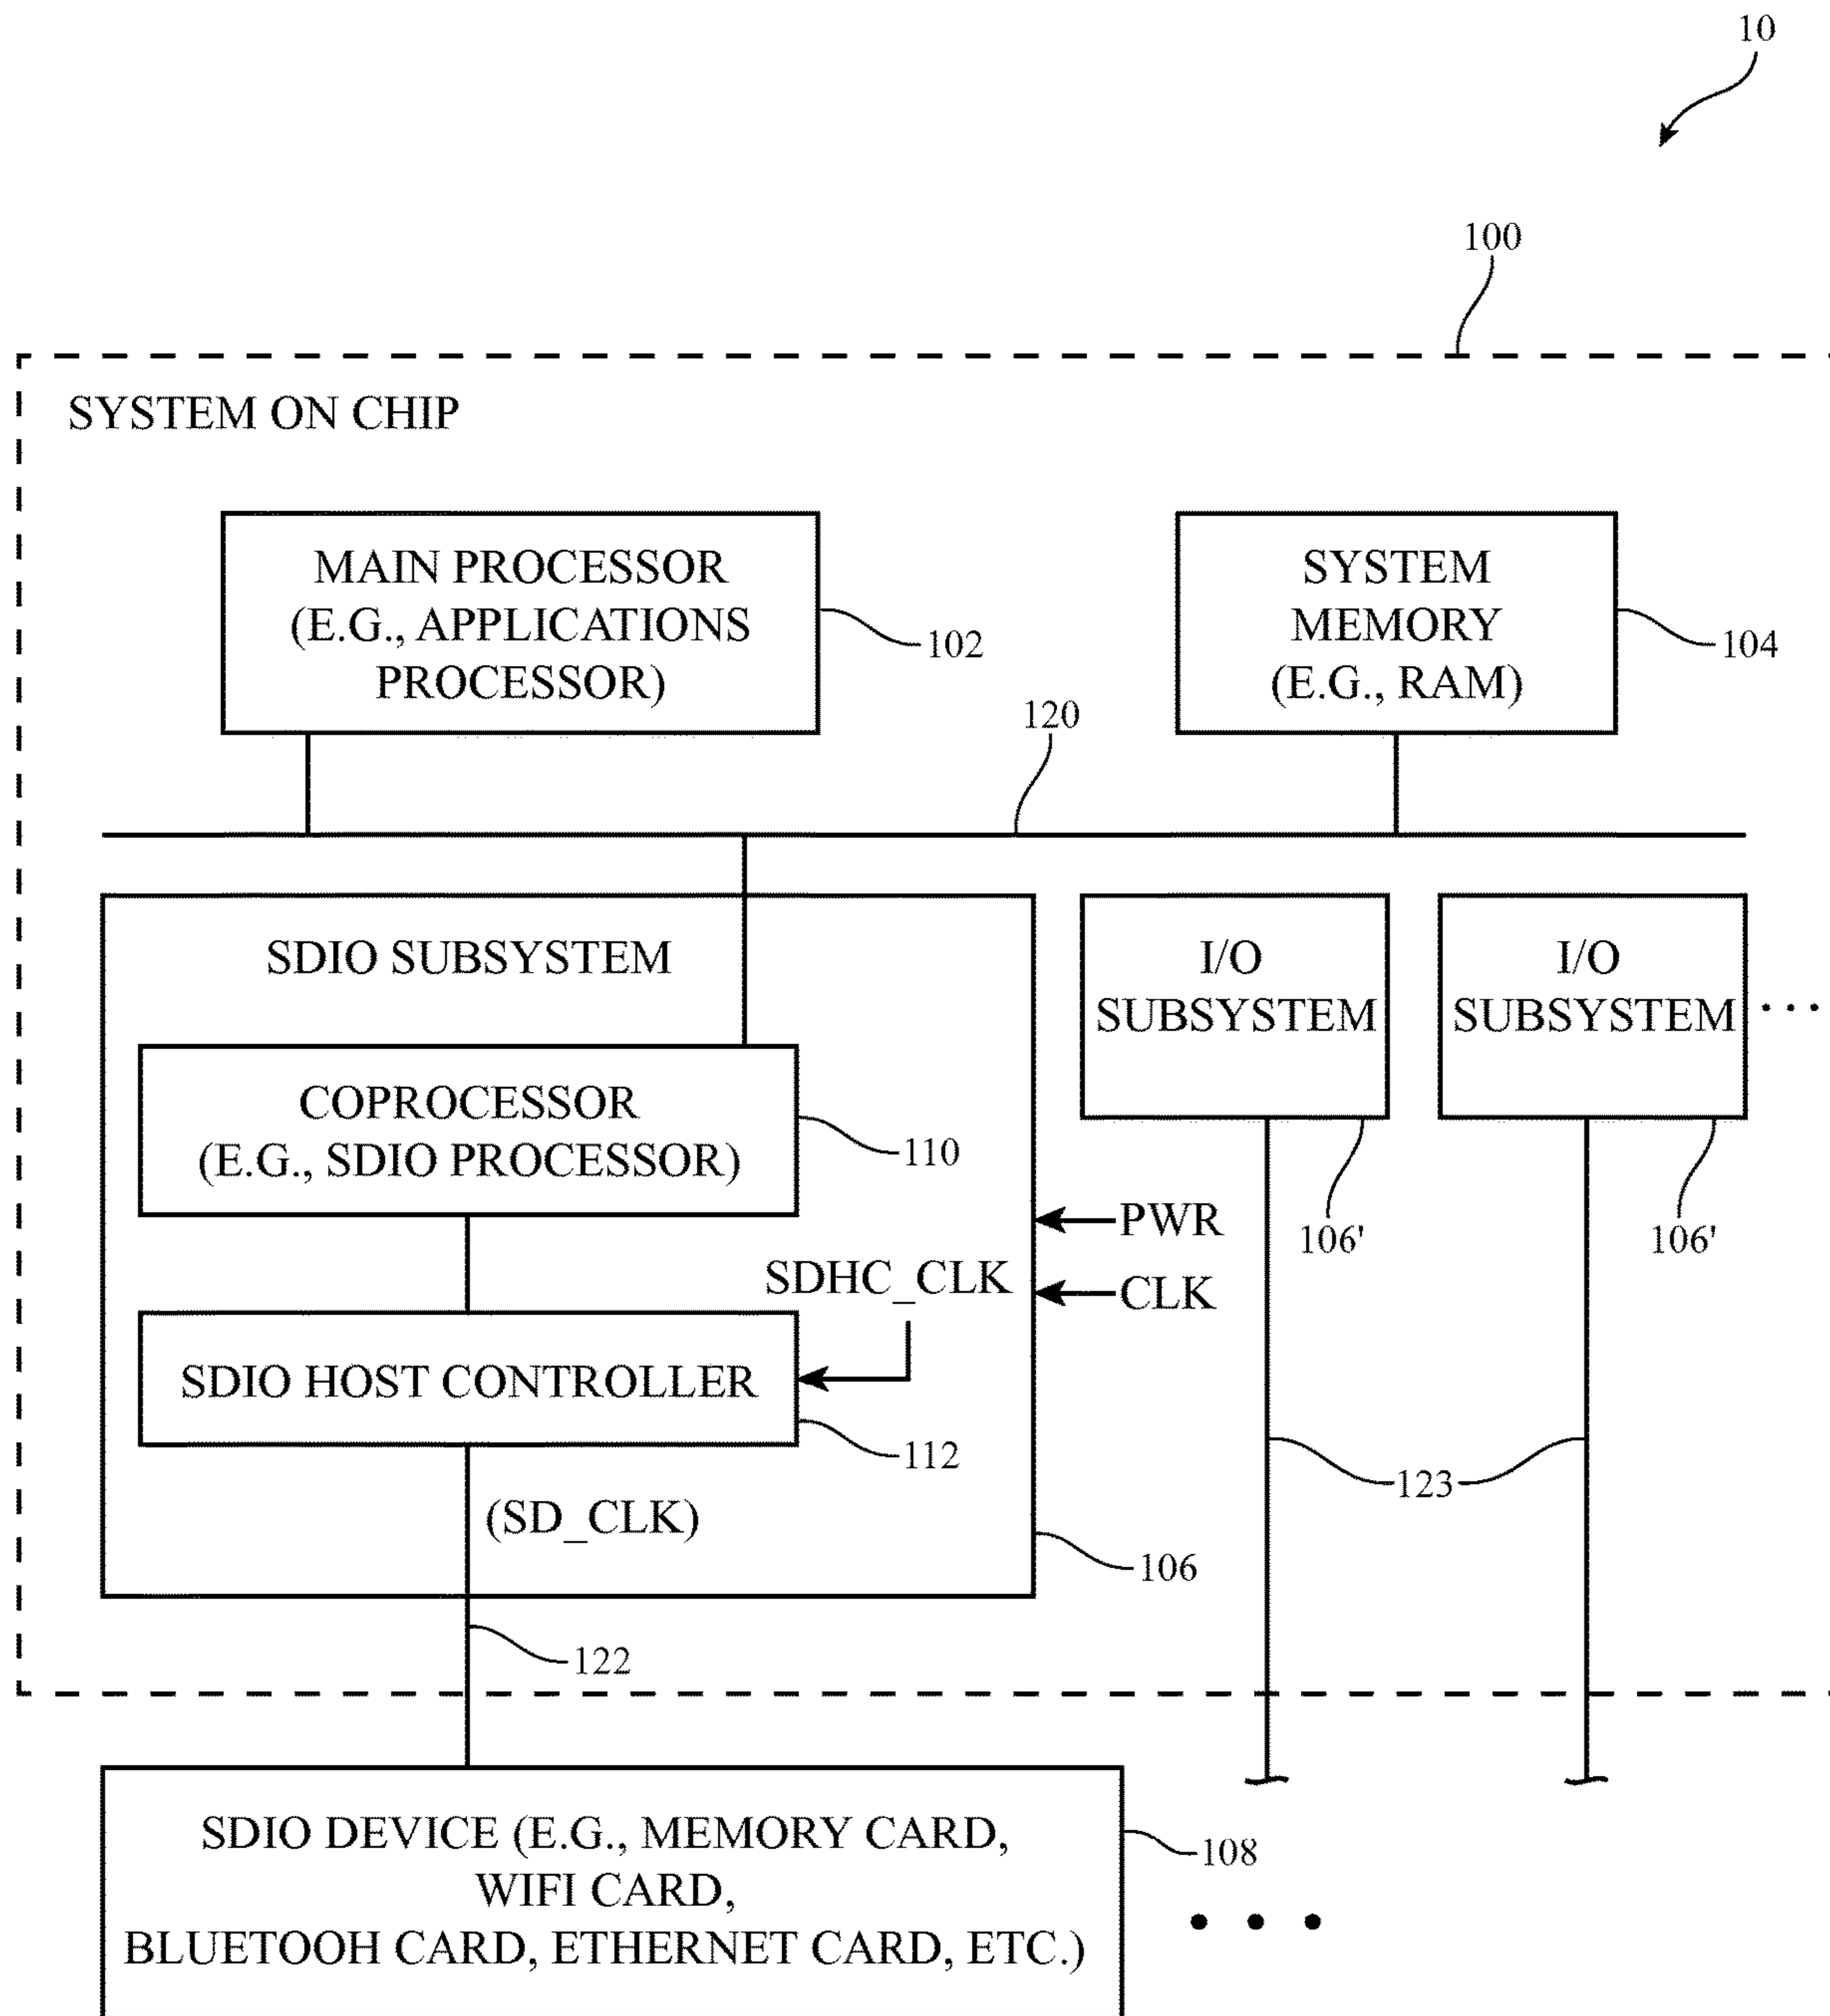 10
100
SYSTEM ON CHIP
MAIN PROCESSOR
(E.G., APPLICATIONS
PROCESSOR)
102
SYSTEM
MEMORY
(E.G., RAM)
104
120
SDIO SUBSYSTEM
I/O
SUBSYSTEM
I/O
SUBSYSTEM
...
COPROCESSOR
(E.G., SDIO PROCESSOR)
110
PWR
106'
106'
SDHC_CLK
CLK
SDIO HOST CONTROLLER
112
123
(SD_CLK)
106
122
SDIO DEVICE (E.G., MEMORY CARD,
WIFI CARD,
BLUETOOH CARD, ETHERNET CARD, ETC.)
108
...